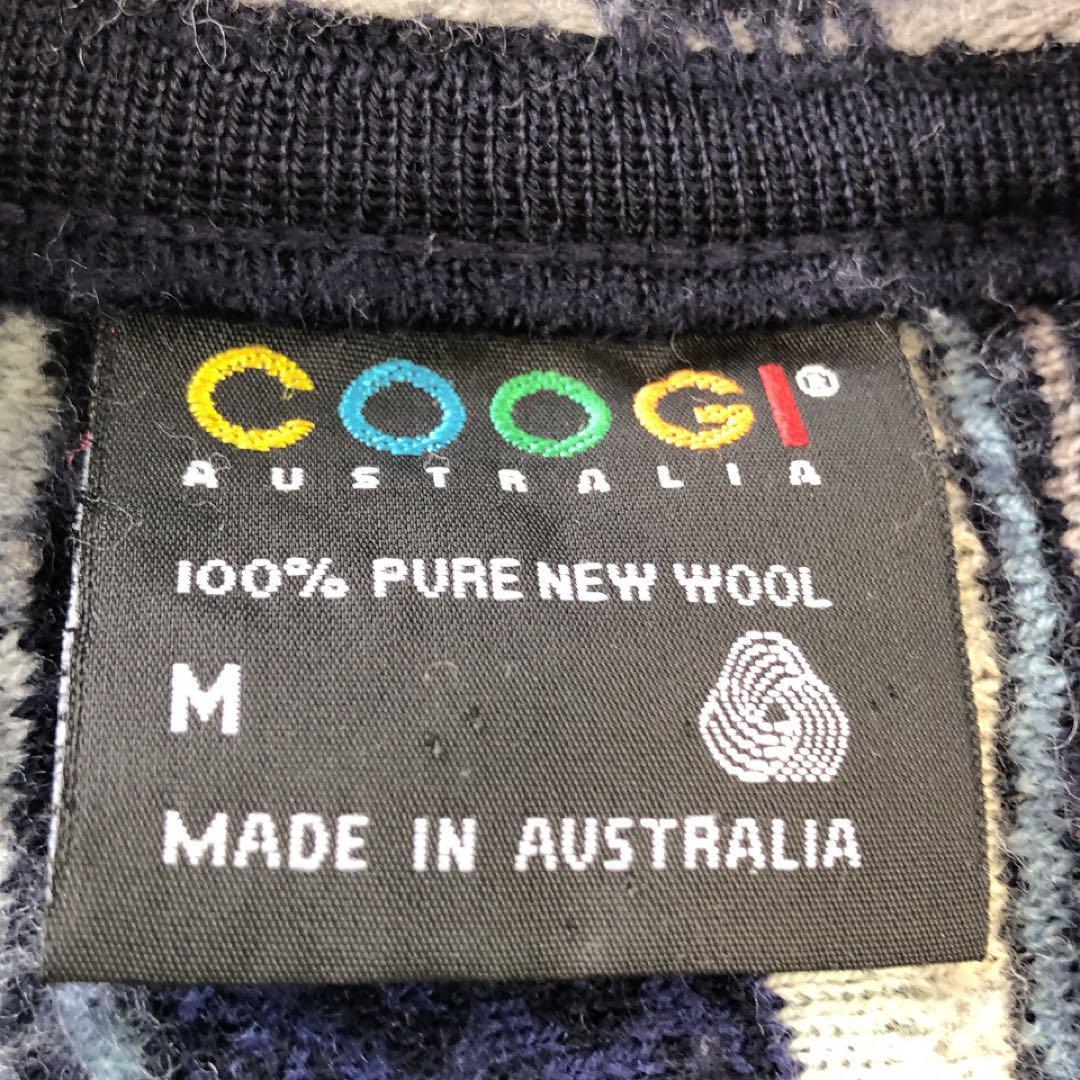 COOGI®
AUSTRALIA
100% PURE NEW WOOL
M
MADE IN AUSTRALIA